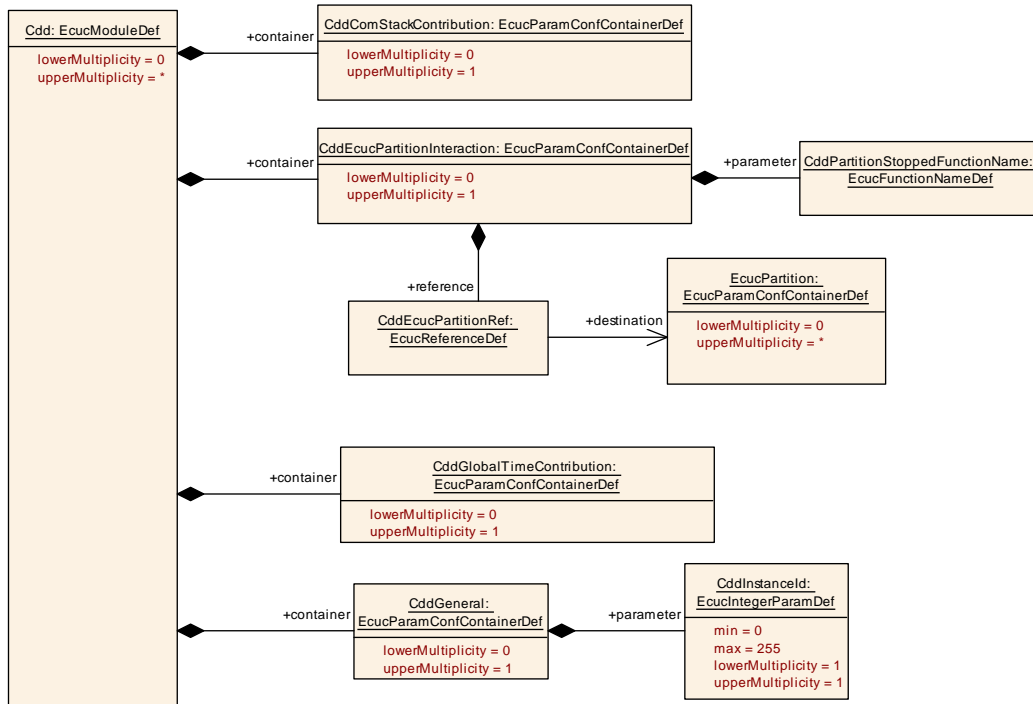 Cdd: EcucModuleDef
lowerMultiplicity = 0
upperMultiplicity = *
+container
CddComStackContribution: EcucParamConfContainerDef
lowerMultiplicity = 0
upperMultiplicity = 1
+container
CddEcucPartitionInteraction: EcucParamConfContainerDef
lowerMultiplicity = 0
upperMultiplicity = 1
+parameter
CddPartitionStoppedFunctionName:
EcucFunctionNameDef
+reference
CddEcucPartitionRef:
EcucReferenceDef
+destination
EcucPartition:
EcucParamConfContainerDef
lowerMultiplicity = 0
upperMultiplicity = *
+container
CddGlobalTimeContribution:
EcucParamConfContainerDef
lowerMultiplicity = 0
upperMultiplicity = 1
+container
CddGeneral:
EcucParamConfContainerDef
lowerMultiplicity = 0
upperMultiplicity = 1
+parameter
CddInstanceId:
EcucIntegerParamDef
min = 0
max = 255
lowerMultiplicity = 1
upperMultiplicity = 1